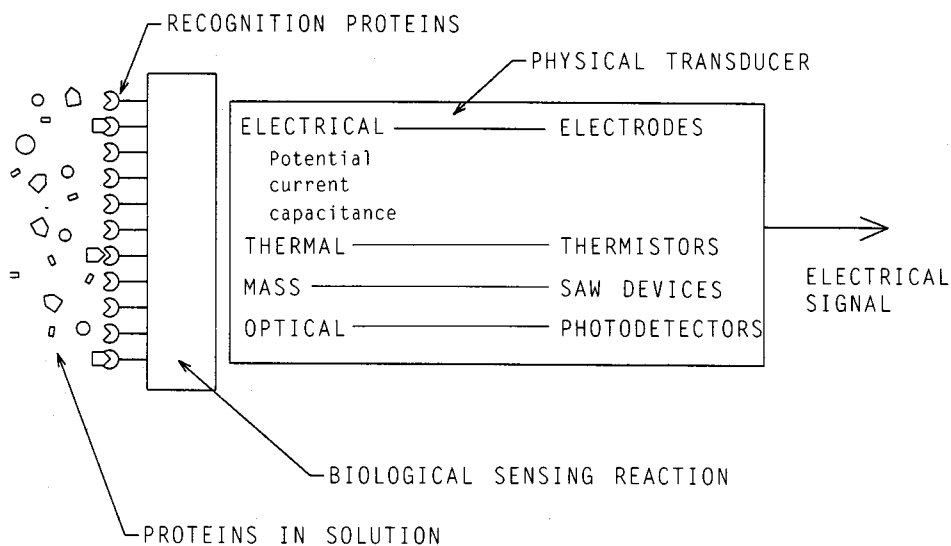 RECOGNITION PROTEINS
PHYSICAL TRANSDUCER
ELECTRICAL ELECTRODES
Potential
current
capacitance
THERMAL THERMISTORS
MASS SAW DEVICES
OPTICAL PHOTODETECTORS
ELECTRICAL
SIGNAL
BIOLOGICAL SENSING REACTION
PROTEINS IN SOLUTION